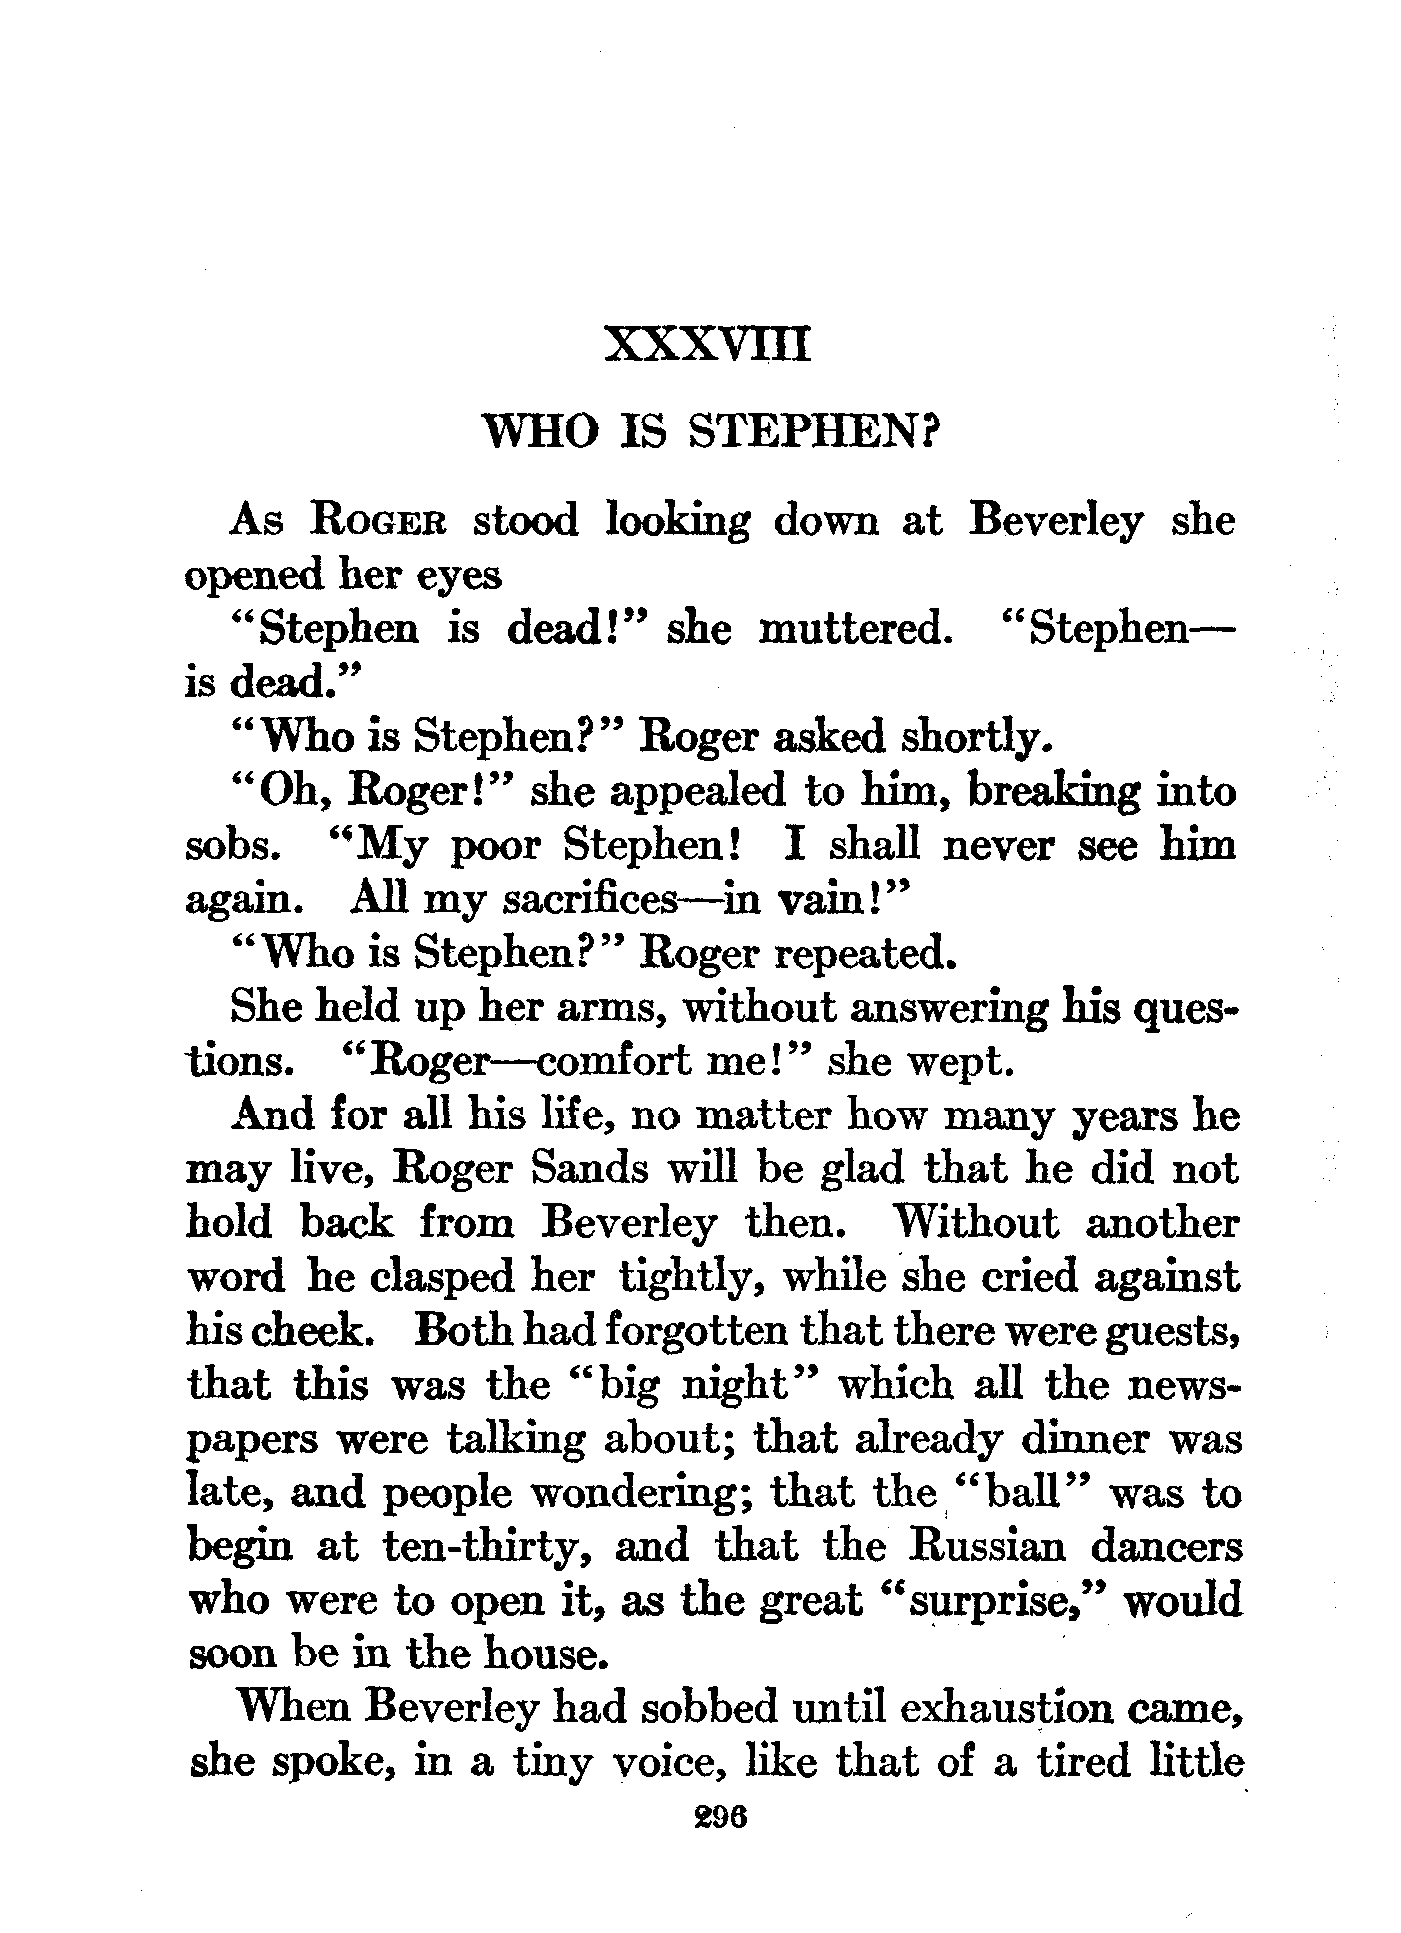 XXXVIII
WHO IS STEPHEN?
As Roger stood looking down at Beverley she
opened her eyes
“Stephen is dead!” she muttered. “Stephen—
is dead.”
“Who is Stephen?” Roger asked shortly.
“Oh, Roger!” she appealed to him, breaking into
sobs. “My poor Stephen! I shall never see him
again. All my sacrifices—in vain!”
“Who is Stephen?” Roger repeated.
She held up her arms, without answering his ques-
tions. “Roger—comfort me!” she wept.
And for all his life, no matter how many years he
may live, Roger Sands will be glad that he did not
hold back from Beverley then. Without another
word he clasped her tightly, while she cried against
his cheek. Both had forgotten that there were guests,
that this was the “big night” which all the news-
papers were talking about; that already dinner was
late, and people wondering; that the “ball” was to
begin at ten-thirty, and that the Russian dancers
who were to open it, as the great “surprise,” would
soon be in the house.
When Beverley had sobbed until exhaustion came,
she spoke, in a tiny voice, like that of a tired little
296